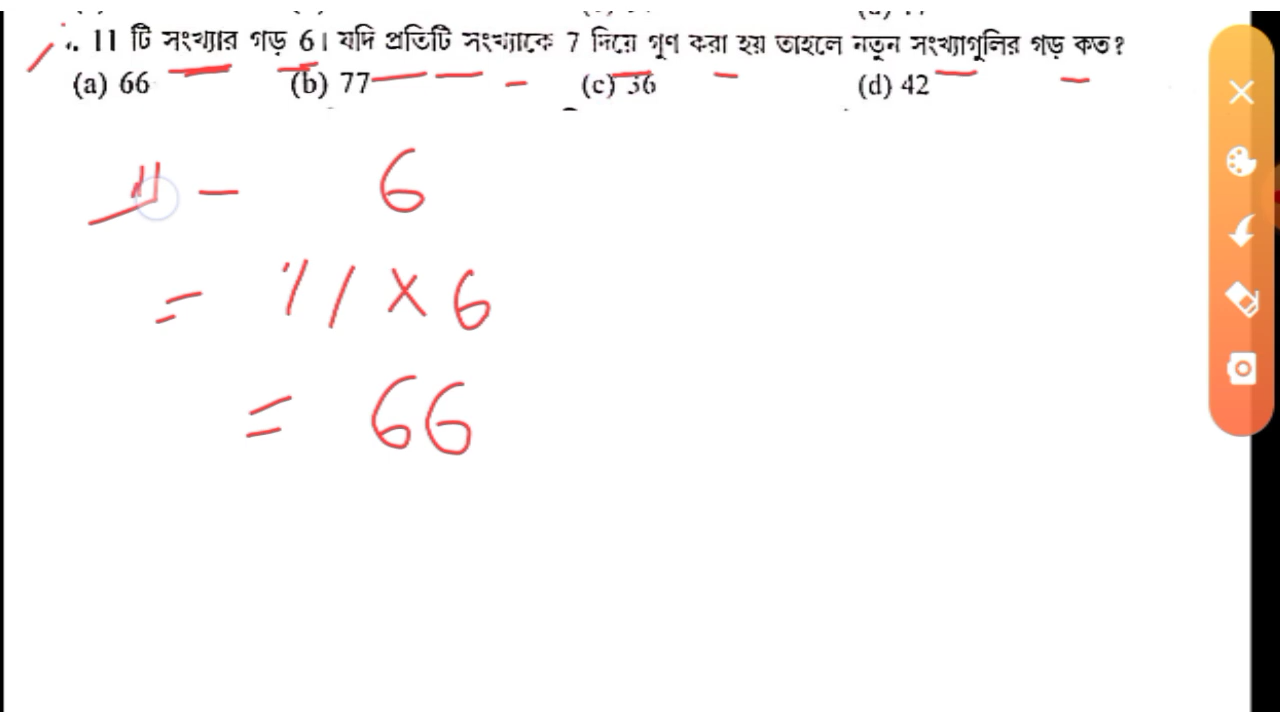 11 টি সংখ্যার গড় 6। যদি প্রতিটি সংখ্যাকে 7 দিয়ে গুণ করা হয় তাহলে নতুন সংখ্যাগুলির গড় কত?
(a) 66 (b) 77 (c) 36 (d) 42
11 - 6
= 11 × 6
= 66